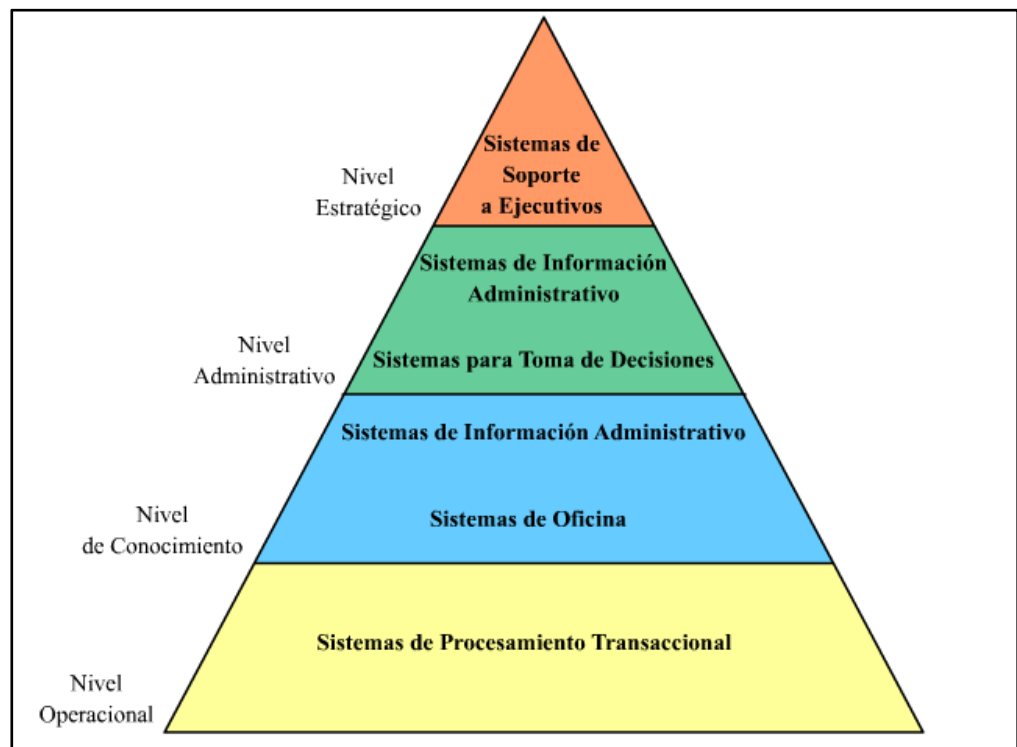 Sistemas de
Soporte
a Ejecutivos
Nivel
Estratégico
Sistemas de Información
Administrativo
Sistemas para Toma de Decisiones
Nivel
Administrativo
Sistemas de Información Administrativo
Sistemas de Oficina
Nivel
de Conocimiento
Sistemas de Procesamiento Transaccional
Nivel
Operacional